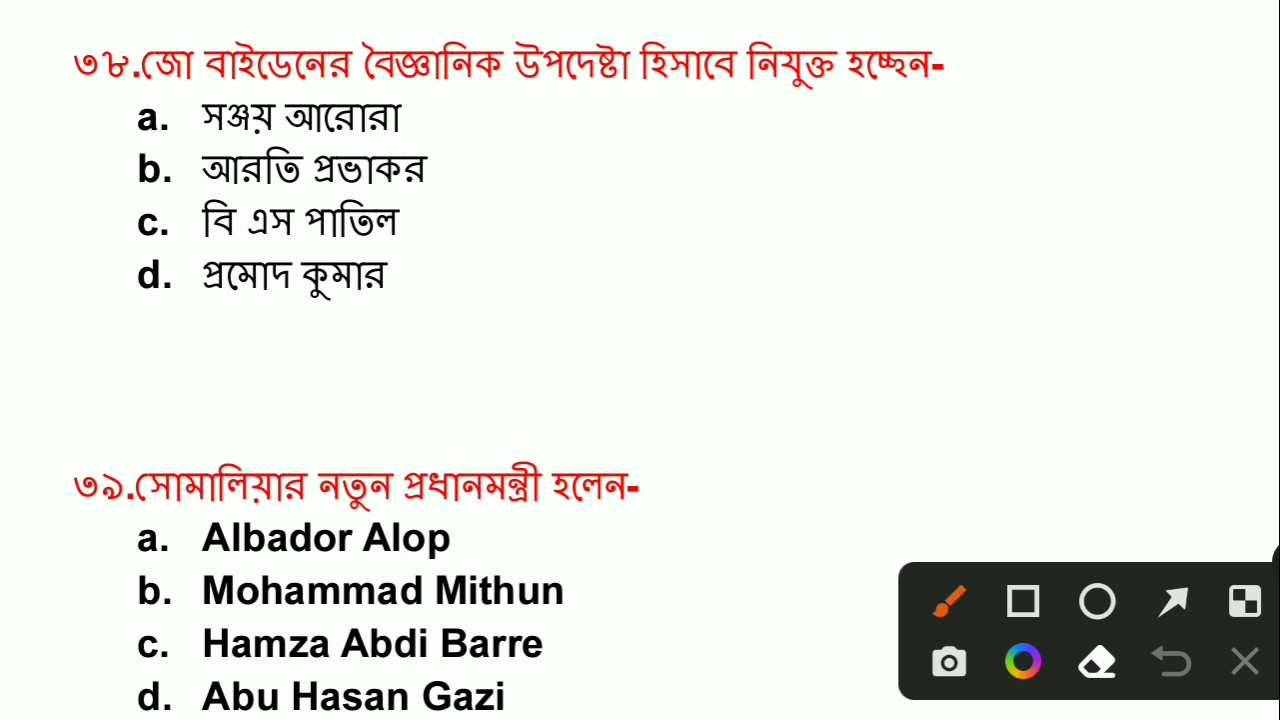 ৩৮.জো বাইডেনের বৈজ্ঞানিক উপদেষ্টা হিসাবে নিযুক্ত হচ্ছেন-
a. সঞ্জয় আরোরা
b. আরতি প্রভাকর
c. বি এস পাতিল
d. প্রমোদ কুমার
৩৯.সোমালিয়ার নতুন প্রধানমন্ত্রী হলেন-
a. Albador Alop
b. Mohammad Mithun
c. Hamza Abdi Barre
d. Abu Hasan Gazi